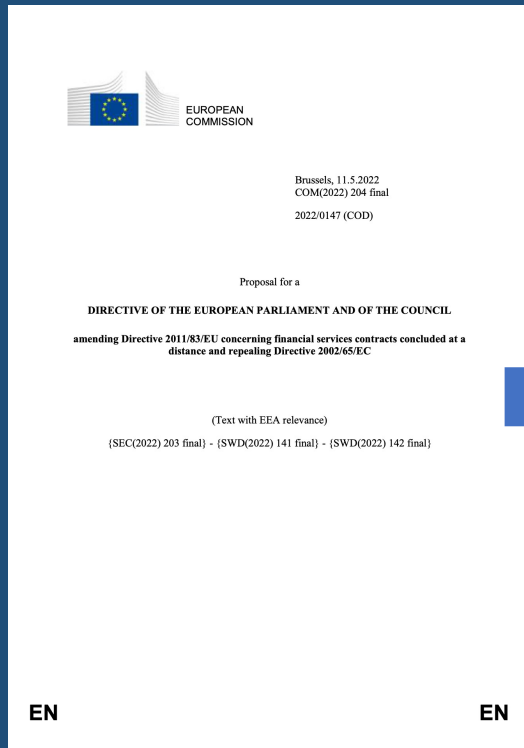 EUROPEAN
COMMISSION
Brussels, 11.5.2022
COM(2022) 204 final
2022/0147 (COD)
Proposal for a
DIRECTIVE OF THE EUROPEAN PARLIAMENT AND OF THE COUNCIL
amending Directive 2011/83/EU concerning financial services contracts concluded at a
distance and repealing Directive 2002/65/EC
(Text with EEA relevance)
{SEC(2022) 203 final} - {SWD(2022) 141 final} - {SWD(2022) 142 final}
EN EN